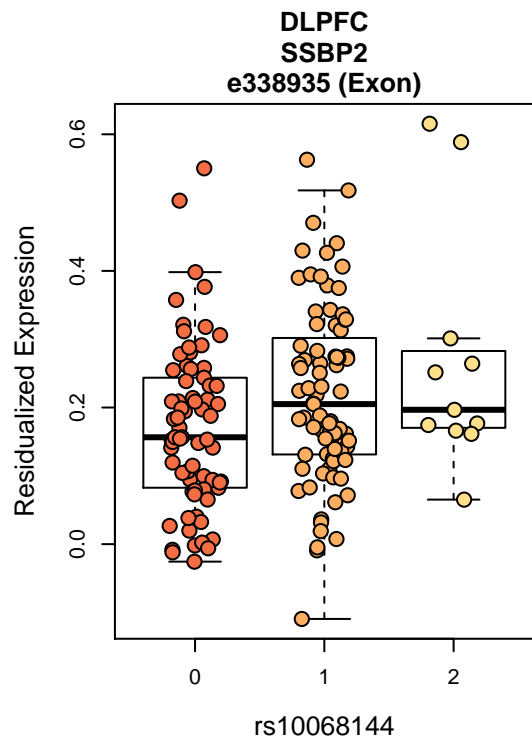 DLPFC
SSBP2
e338935 (Exon)
Residualized Expression
0.6
0.4
0.2
0.0
0 1 2
rs10068144